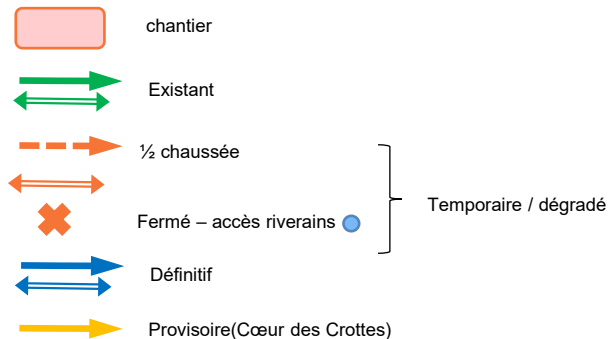 chantier
Existant
½ chaussée
Fermé – accès riverains
Temporaire / dégradé
Définitif
Provisoire(Cœur des Crottes)